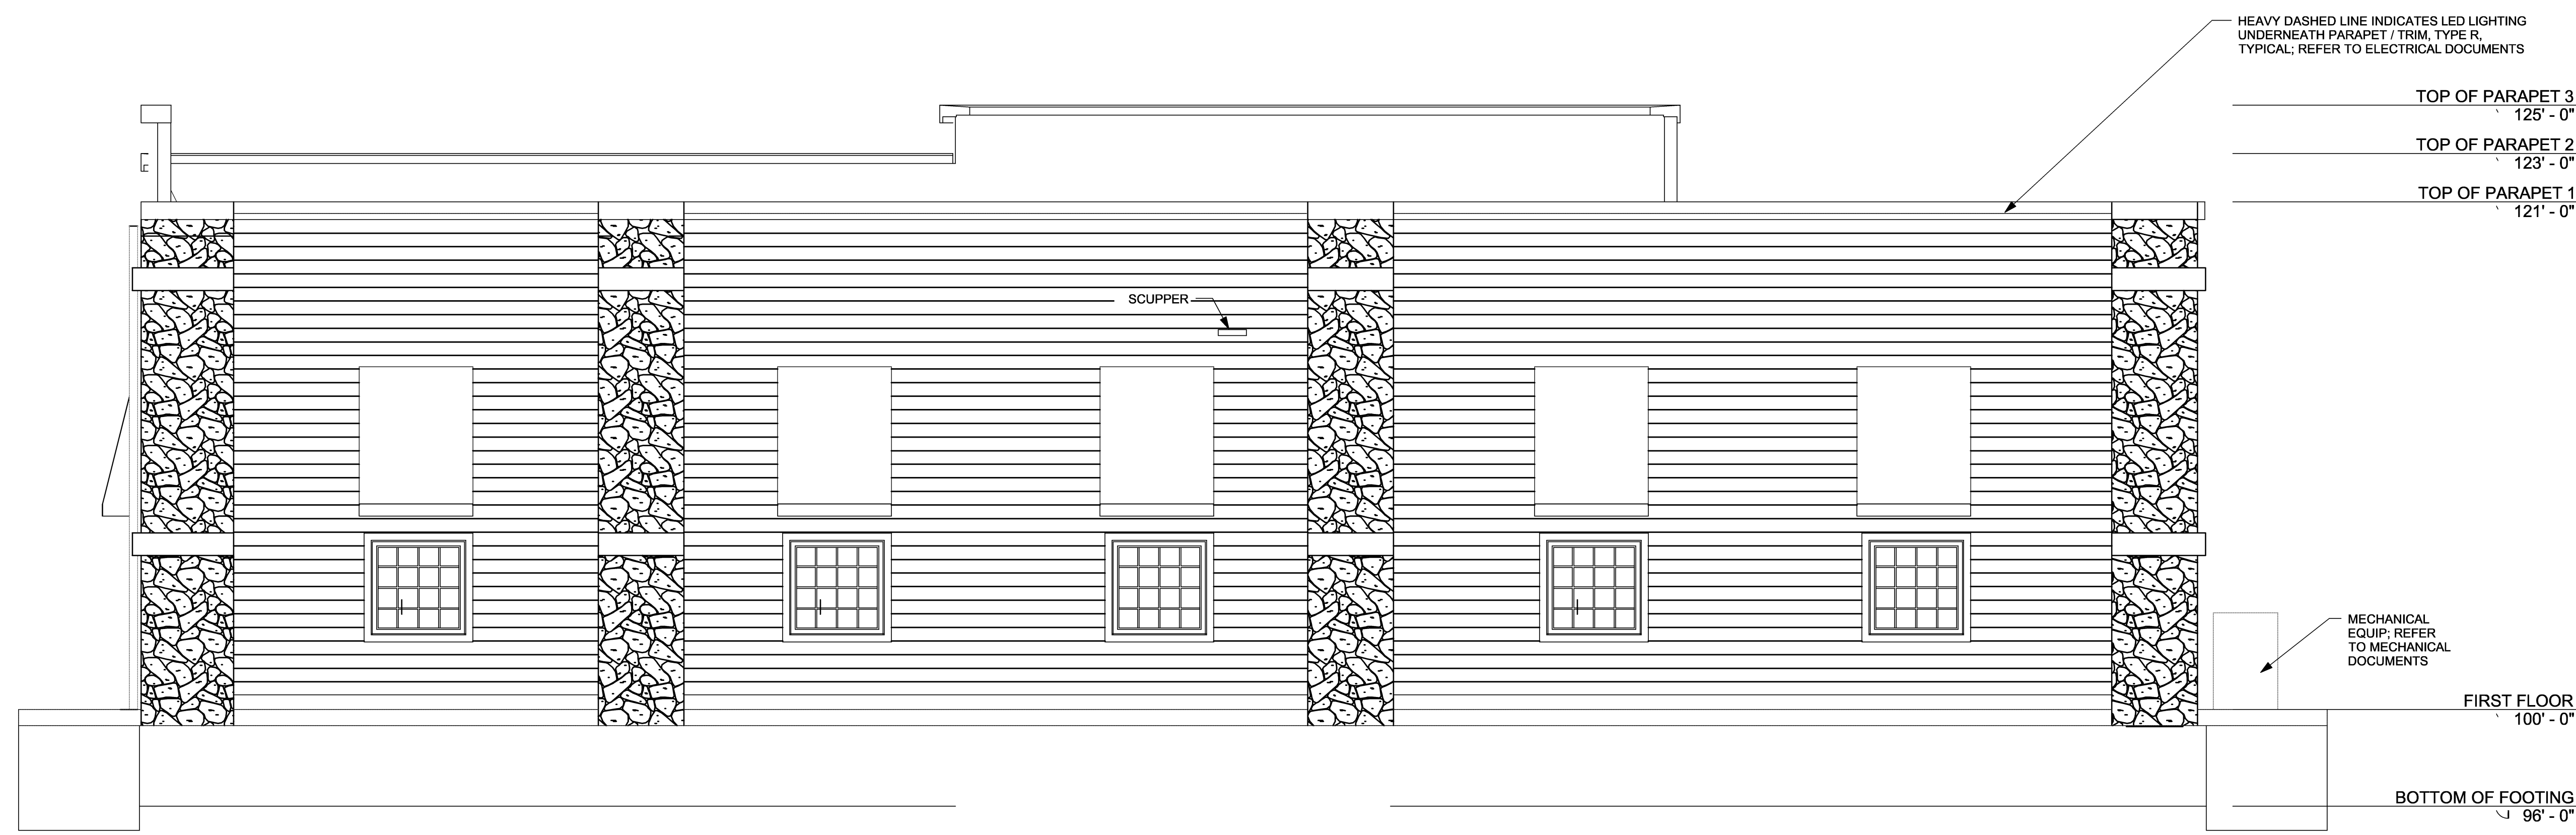 HEAVY DASHED LINE INDICATES LED LIGHTING
UNDERNEATH PARAPET / TRIM, TYPE R,
TYPICAL; REFER TO ELECTRICAL DOCUMENTS
TOP OF PARAPET 3
125' - 0"
TOP OF PARAPET 2
123' - 0"
TOP OF PARAPET 1
121' - 0"
SCUPPER
MECHANICAL
EQUIP; REFER
TO MECHANICAL
DOCUMENTS
FIRST FLOOR
100' - 0"
BOTTOM OF FOOTING
96' - 0"